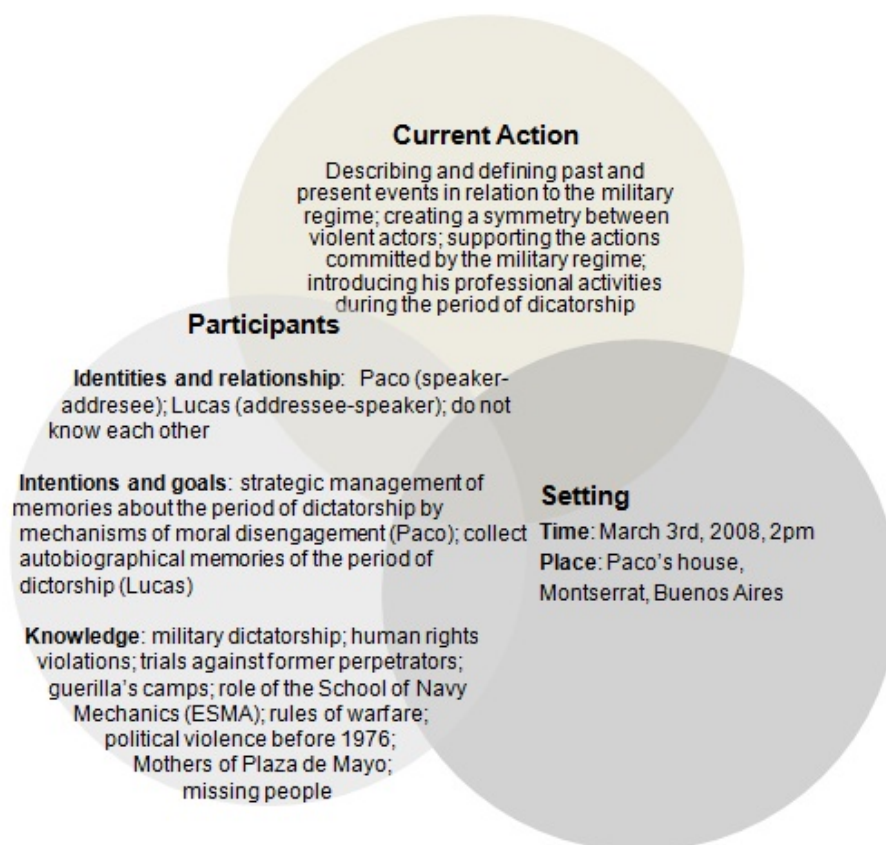 Current Action
Describing and defining past and
present events in relation to the military
regime; creating a symmetry between
violent actors; supporting the actions
committed by the military regime;
introducing his professional activities
during the period of dicatorship
Participants
Identities and relationship: Paco (speaker-
addresee); Lucas (addressee-speaker); do not
know each other
Intentions and goals: strategic management of
memories about the period of dictatorship by
mechanisms of moral disengagement (Paco); collect
autobiographical memories of the period of
dictorship (Lucas)
Knowledge: military dictatorship; human rights
violations; trials against former perpetrators;
guerilla's camps; role of the School of Navy
Mechanics (ESMA); rules of warfare;
political violence before 1976;
Mothers of Plaza de Mayo;
missing people
Setting
Time: March 3rd, 2008, 2pm
Place: Paco's house,
Montserrat, Buenos Aires